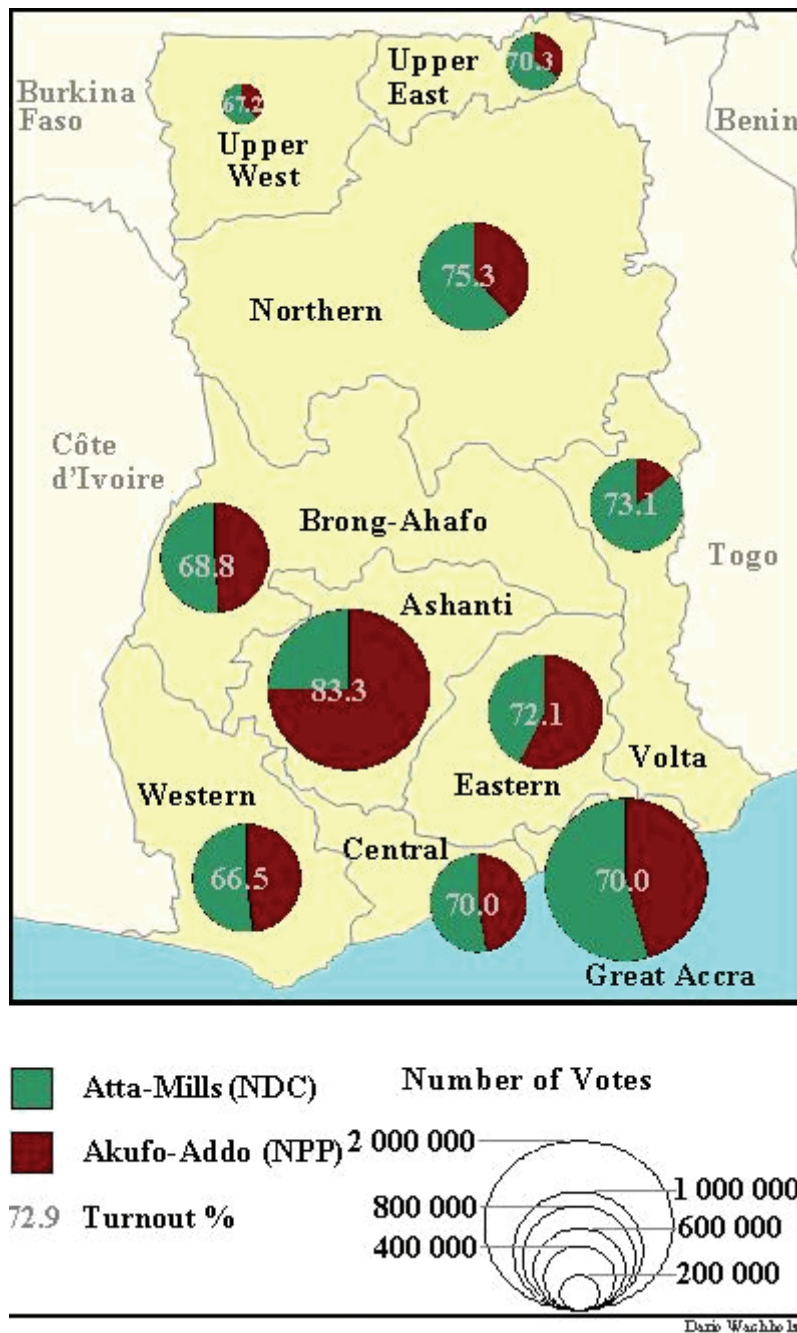 Burkina
Faso
67.2
Upper
West
Upper
East
70.3
Benin
75.3
Northern
Côte
d'Ivoire
73.1
Togo
Brong-Ahafo
68.8
Ashanti
83.3
72.1
Eastern
Volta
Western
66.5
Central
70.0
70.0
Great Accra
Atta-Mills (NDC)
Akufo-Addo (NPP)
72.9 Turnout %
Number of Votes
2 000 000
1 000 000
800 000
600 000
400 000
200 000
Dario